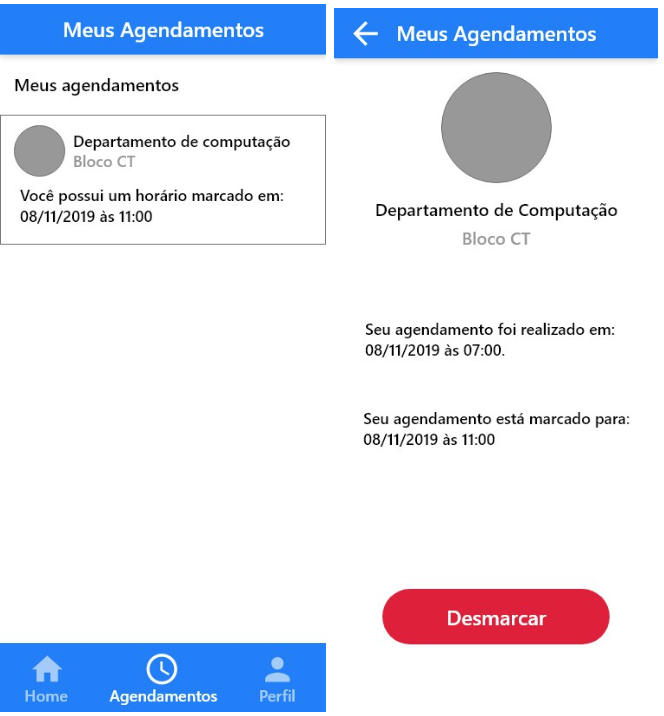 Meus Agendamentos
Meus agendamentos
Departamento de computação
Bloco CT
Você possui um horário marcado em:
08/11/2019 às 11:00
Home
Agendamentos
Perfil
Meus Agendamentos
Departamento de Computação
Bloco CT
Seu agendamento foi realizado em:
08/11/2019 às 07:00.
Seu agendamento está marcado para:
08/11/2019 às 11:00
Desmarcar